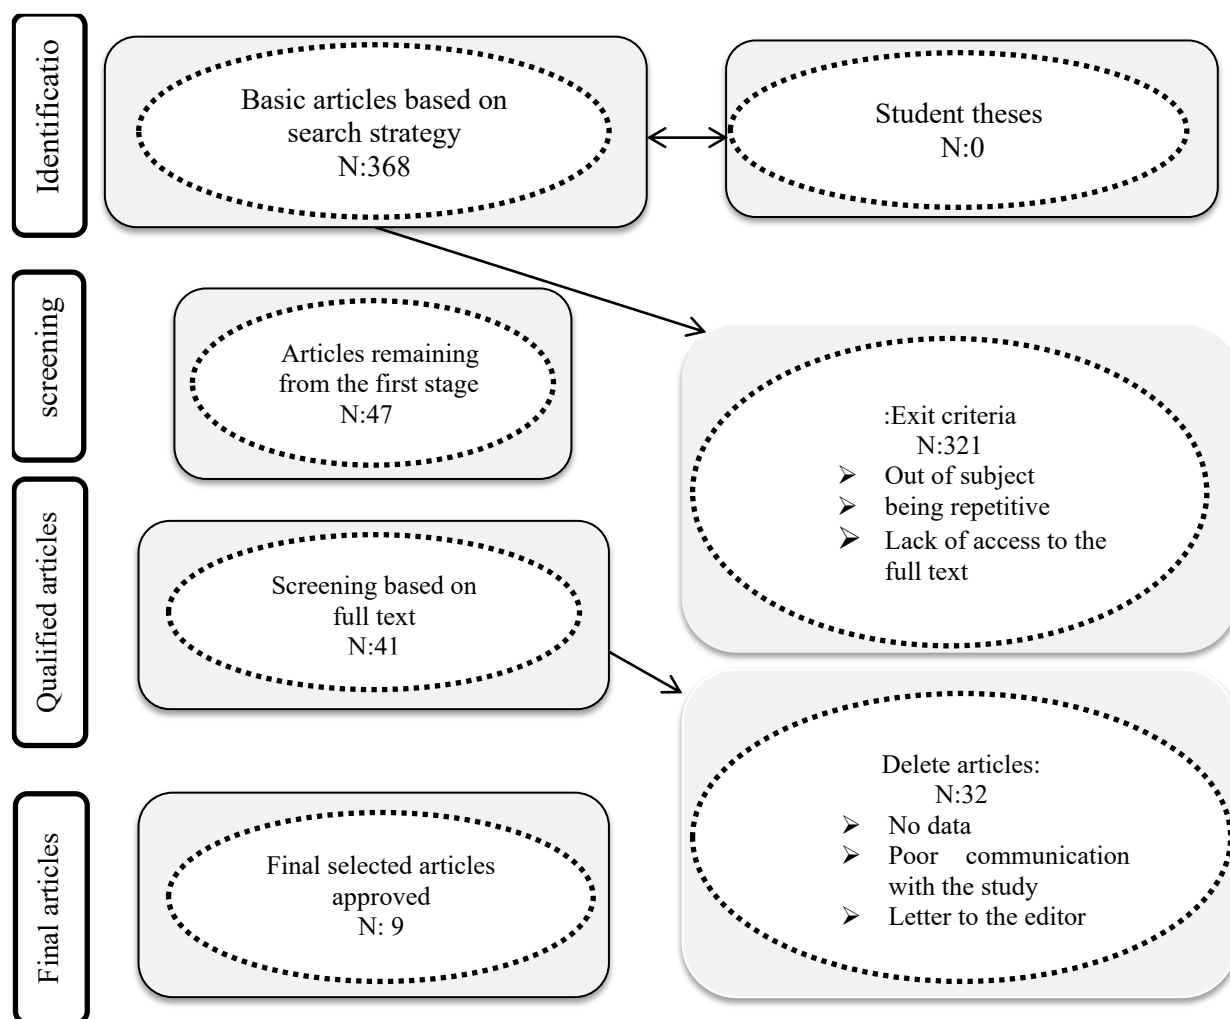 Identificatio
Basic articles based on
search strategy
N:368
Student theses
N:0
screening
Articles remaining
from the first stage
N:47
:Exit criteria
N:321
➢ Out of subject
➢ being repetitive
➢ Lack of access to the
full text
Qualified articles
Screening based on
full text
N:41
Delete articles:
N:32
➢ No data
➢ Poor communication
with the study
➢ Letter to the editor
Final articles
Final selected articles
approved
N: 9